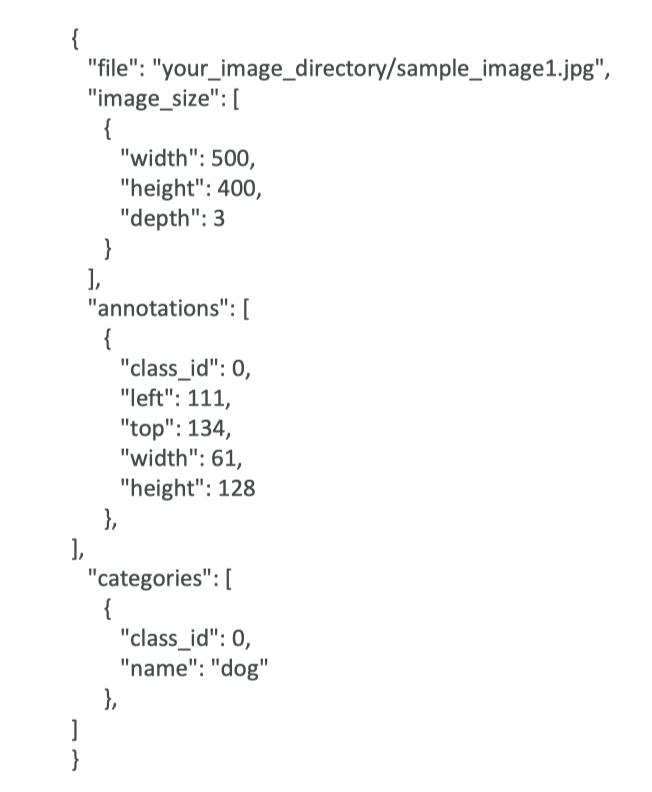 {
"file": "your_image_directory/sample_image1.jpg",
"image_size": [
{
"width": 500,
"height": 400,
"depth": 3
}
],
"annotations": [
{
"class_id": 0,
"left": 111,
"top": 134,
"width": 61,
"height": 128
},
],
"categories": [
{
"class_id": 0,
"name": "dog"
},
]
}